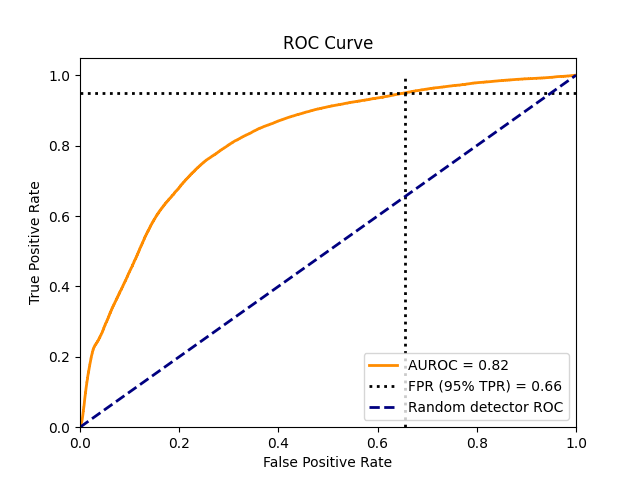 ROC Curve
True Positive Rate
1.0
0.8
0.6
0.4
0.2
0.0
0.0 0.2 0.4 0.6 0.8 1.0
False Positive Rate
AUROC = 0.82
FPR (95% TPR) = 0.66
Random detector ROC